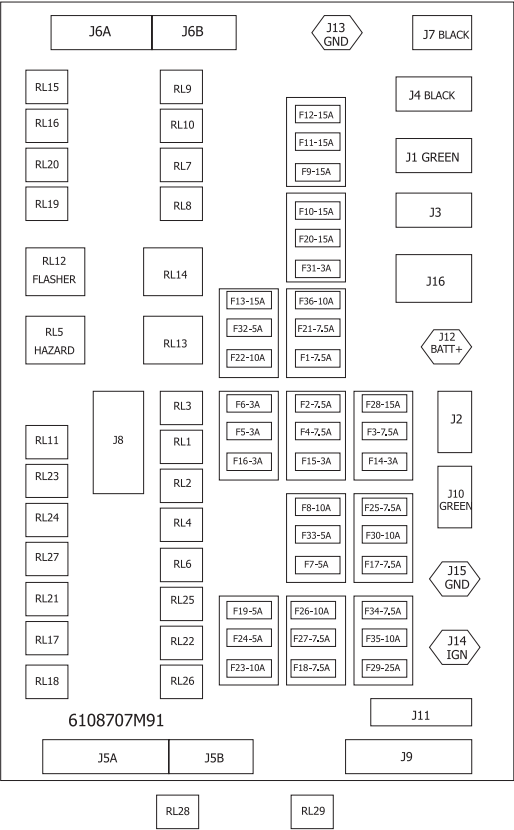 J6A J6B J13 J7 BLACK
GND
RL15 RL9 J4 BLACK
F12-15A
RL16 RL10 F11-15A
RL20 RL7 F9-15A J1 GREEN
RL19 RL8 F10-15A J3
F20-15A
RL12 RL14 F31-3A J16
FLASHER
F13-15A F36-10A
RL5 RL13 F32-5A F21-7.5A J12
HAZARD BATT+
F22-10A F1-7.5A
RL3 F6-3A F2-7.5A F28-15A J2
RL11 J8 RL1 F5-3A F4-7.5A F3-7.5A
F16-3A F15-3A F14-3A
RL23 RL2 J10
GREEN
F8-10A F25-7.5A
RL24 RL4 F33-5A F30-10A
RL27 RL6 F7-5A F17-7.5A J15
GND
RL21 RL25 F19-5A F26-10A F34-7.5A
RL17 RL22 F24-5A F27-7.5A F35-10A J14
IGN
F23-10A F18-7.5A F29-25A
RL18 RL26
6108707M91 J11
J5A J5B J9
RL28 RL29